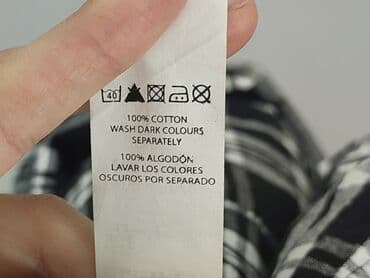 40
100% COTTON
WASH DARK COLOURS
SEPARATELY
100% ALGODÓN
LAVAR LOS COLORES
OSCUROS POR SEPARADO